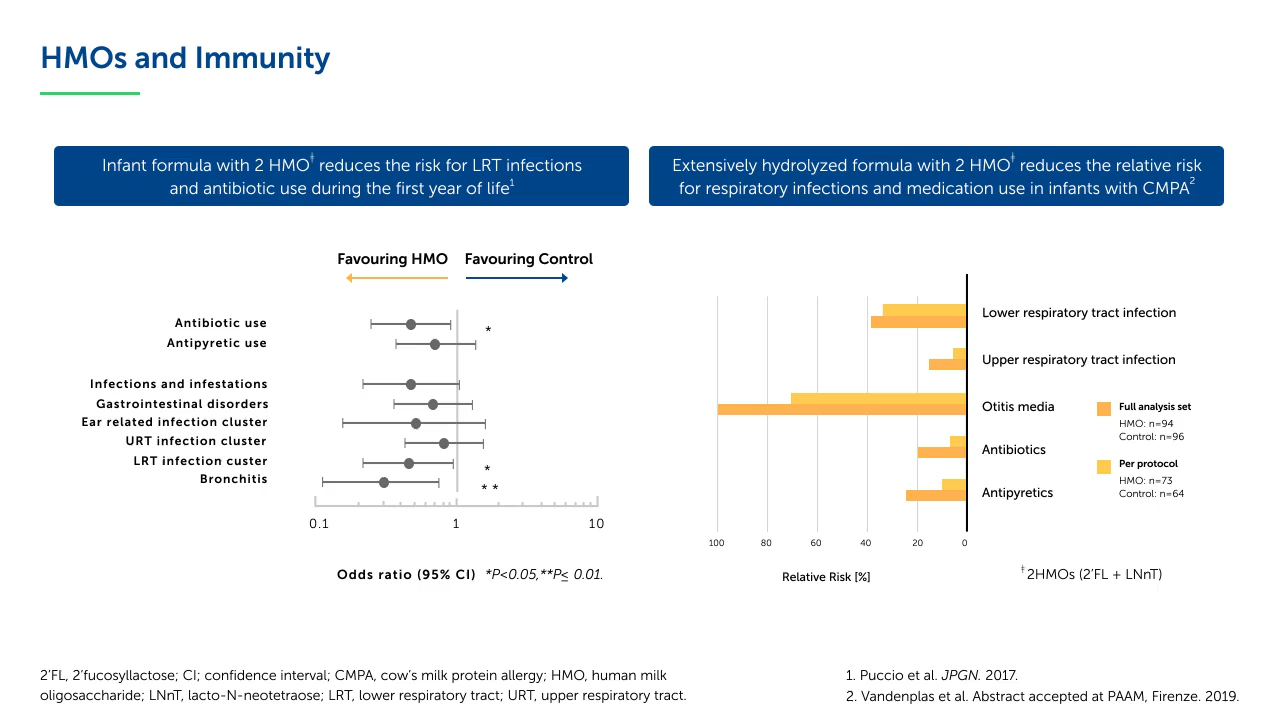 HMOs and Immunity
Infant formula with 2 HMO‡ reduces the risk for LRT infections
and antibiotic use during the first year of life1
Extensively hydrolyzed formula with 2 HMO‡ reduces the relative risk
for respiratory infections and medication use in infants with CMPA2
Favouring HMO
Favouring Control
Antibiotic use
*
Antipyretic use
Infections and infestations
Gastrointestinal disorders
Ear related infection cluster
URT infection cluster
LRT infection custer
*
Bronchitis
* *
0.1
1
10
Odds ratio (95% CI) *P<0.05,**P≤ 0.01.
Lower respiratory tract infection
Upper respiratory tract infection
Otitis media
Antibiotics
Antipyretics
Full analysis set
HMO: n=94
Control: n=96
Per protocol
HMO: n=73
Control: n=64
100
80
60
40
20
0
Relative Risk [%]
‡2HMOs (2’FL + LNnT)
2’FL, 2’fucosyllactose; CI; confidence interval; CMPA, cow’s milk protein allergy; HMO, human milk
oligosaccharide; LNnT, lacto-N-neotetraose; LRT, lower respiratory tract; URT, upper respiratory tract.
1. Puccio et al. JPGN. 2017.
2. Vandenplas et al. Abstract accepted at PAAM, Firenze. 2019.